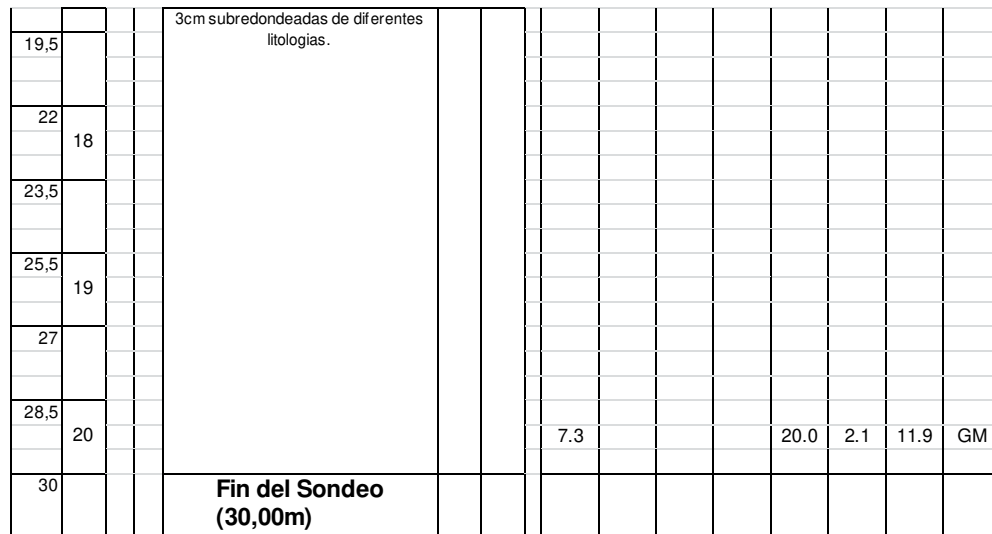 3cm subredondeadas de diferentes
litologias.
19,5
22
18
23,5
25,5
19
27
28,5
20 7.3 20.0 2.1 11.9 GM
30
Fin del Sondeo
(30,00m)